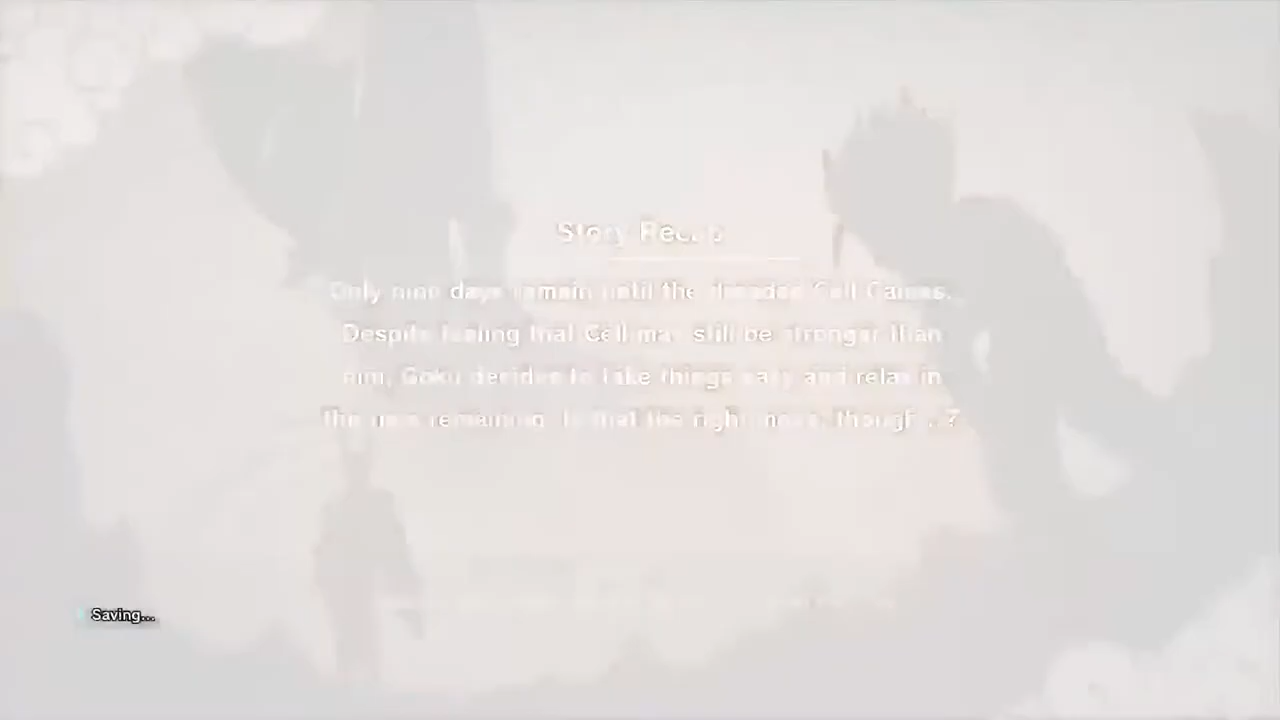 Story Recap
Only nine days remain until the dreaded Cell Games.
Despite feeling that Cell may still be stronger than
him, Goku decides to take things easy and relax in
the time remaining. Is that the right move, though...?
Saving...